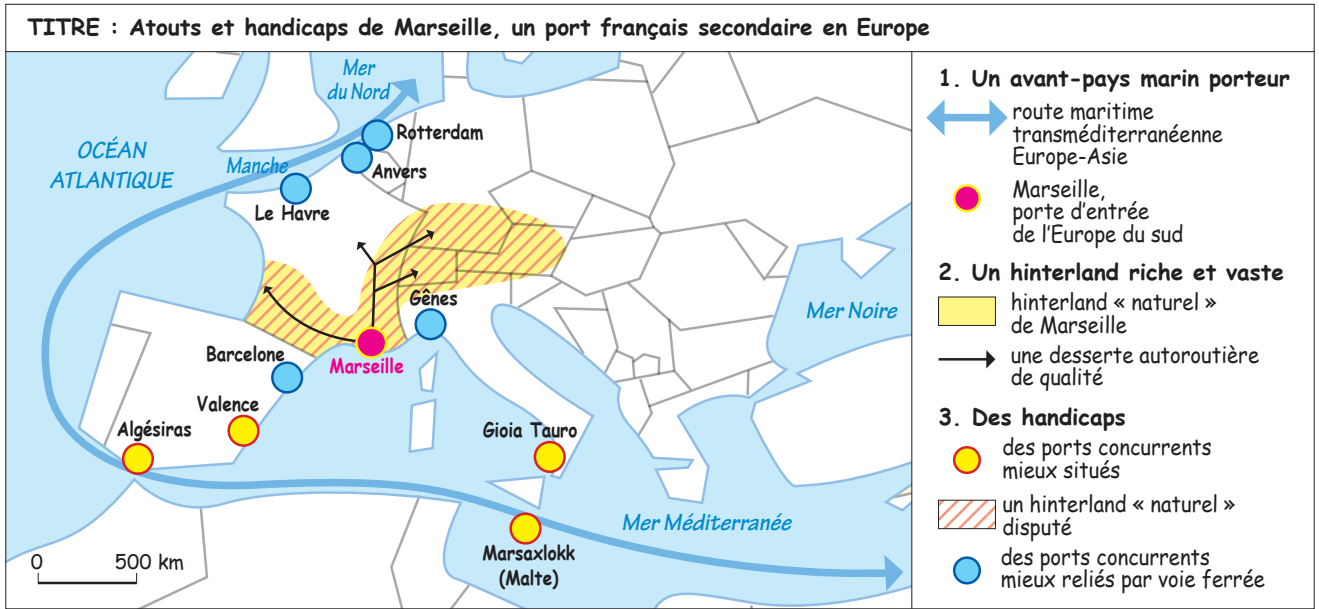 TITRE : Atouts et handicaps de Marseille, un port français secondaire en Europe
Mer
du Nord
OCÉAN
ATLANTIQUE
Manche
Rotterdam
Anvers
Le Havre
Gênes
Marseille
Barcelone
Valence
Algésiras
Gioia Tauro
Mer Noire
Mer Méditerranée
Marsaxlokk
(Malte)
0 500 km
1. Un avant-pays marin porteur
route maritime
transméditerranéenne
Europe-Asie
Marseille,
porte d'entrée
de l'Europe du sud
2. Un hinterland riche et vaste
hinterland « naturel »
de Marseille
une desserte autoroutière
de qualité
3. Des handicaps
des ports concurrents
mieux situés
un hinterland « naturel »
disputé
des ports concurrents
mieux reliés par voie ferrée